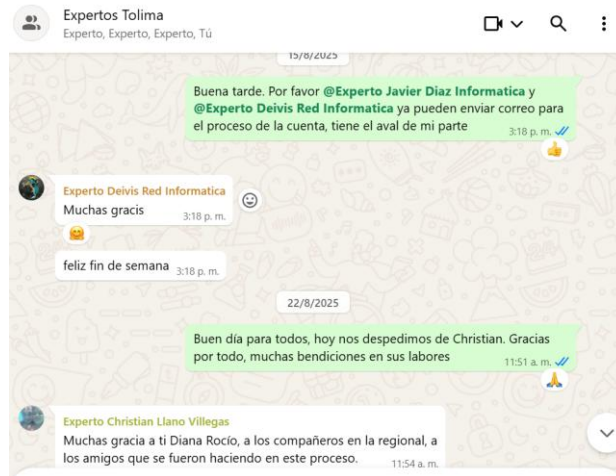 Expertos Tolima
Experto, Experto, Experto, Tú
15/8/2025
Buena tarde. Por favor @Experto Javier Diaz Informatica y
@Experto Deivis Red Informatica ya pueden enviar correo para
el proceso de la cuenta, tiene el aval de mi parte
3:18 p. m.
Experto Deivis Red Informatica
Muchas gracis
3:18 p. m.
feliz fin de semana 3:18 p. m.
22/8/2025
Buen día para todos, hoy nos despedimos de Christian. Gracias
por todo, muchas bendiciones en sus labores
11:51 a. m.
Experto Christian Llano Villegas
Muchas gracia a ti Diana Rocío, a los compañeros en la regional, a
los amigos que se fueron haciendo en este proceso.
11:54 a. m.